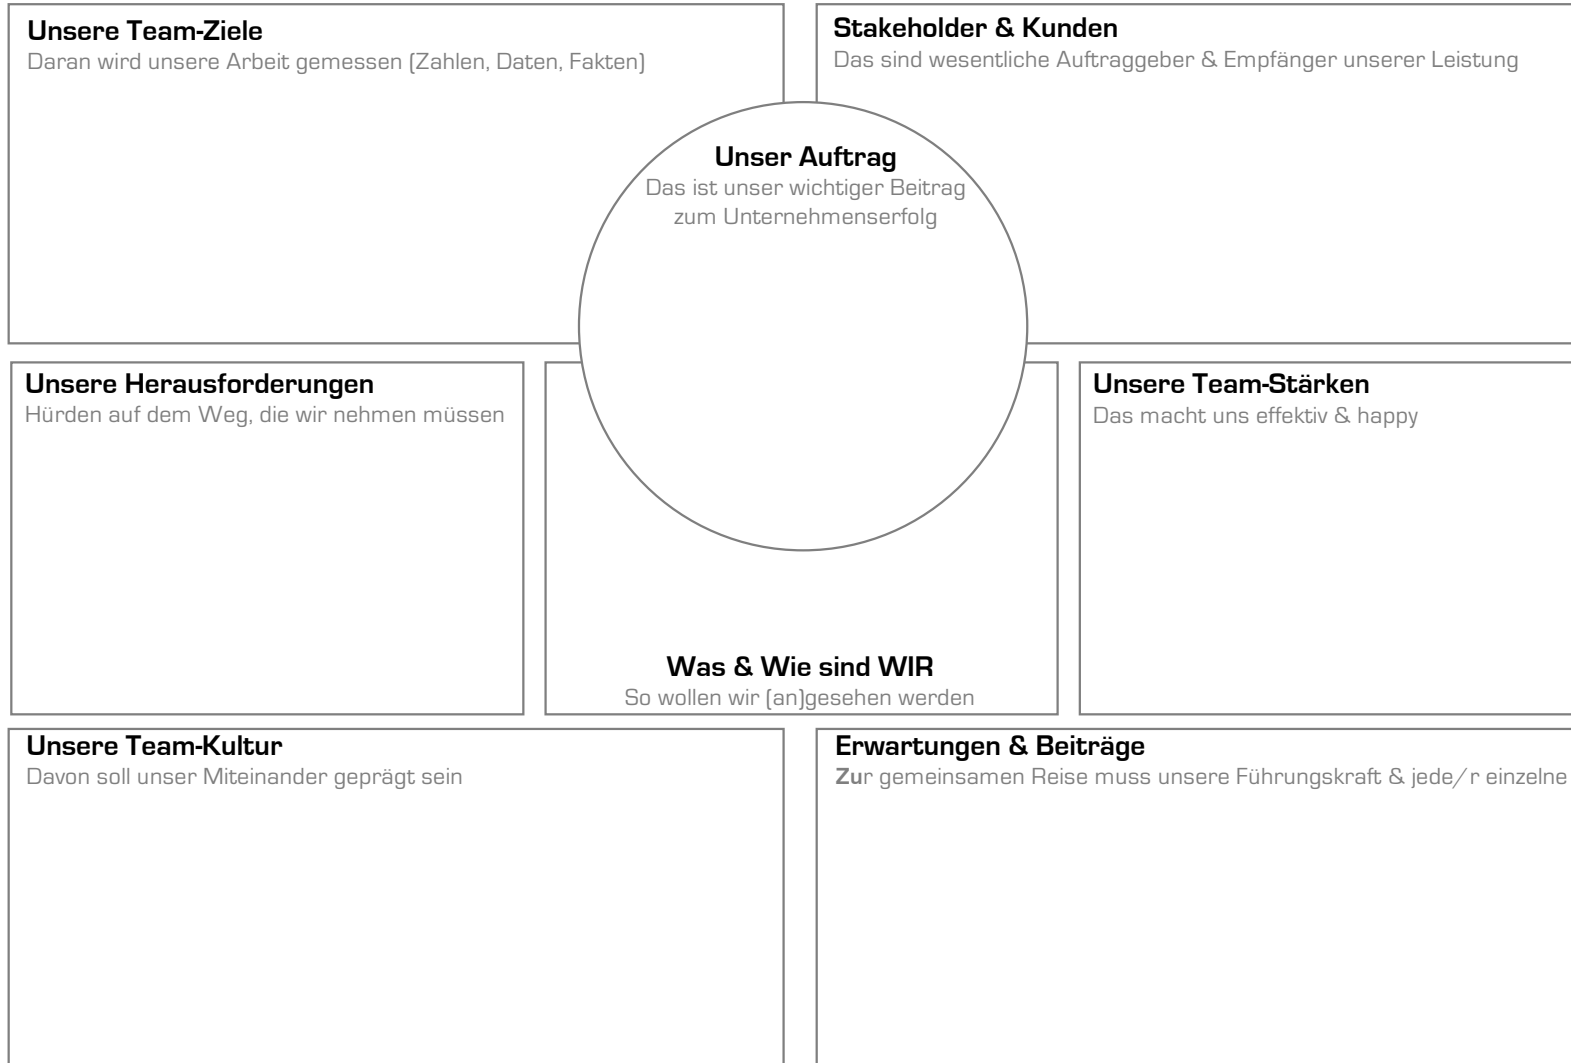 Unsere Team-Ziele
Daran wird unsere Arbeit gemessen (Zahlen, Daten, Fakten)
Stakeholder & Kunden
Das sind wesentliche Auftraggeber & Empfänger unserer Leistung
Unser Auftrag
Das ist unser wichtiger Beitrag
zum Unternehmenserfolg
Unsere Herausforderungen
Hürden auf dem Weg, die wir nehmen müssen
Was & Wie sind WIR
So wollen wir (an)gesehen werden
Unsere Team-Stärken
Das macht uns effektiv & happy
Unsere Team-Kultur
Davon soll unser Miteinander geprägt sein
Erwartungen & Beiträge
Zur gemeinsamen Reise muss unsere Führungskraft & jede/r einzelne